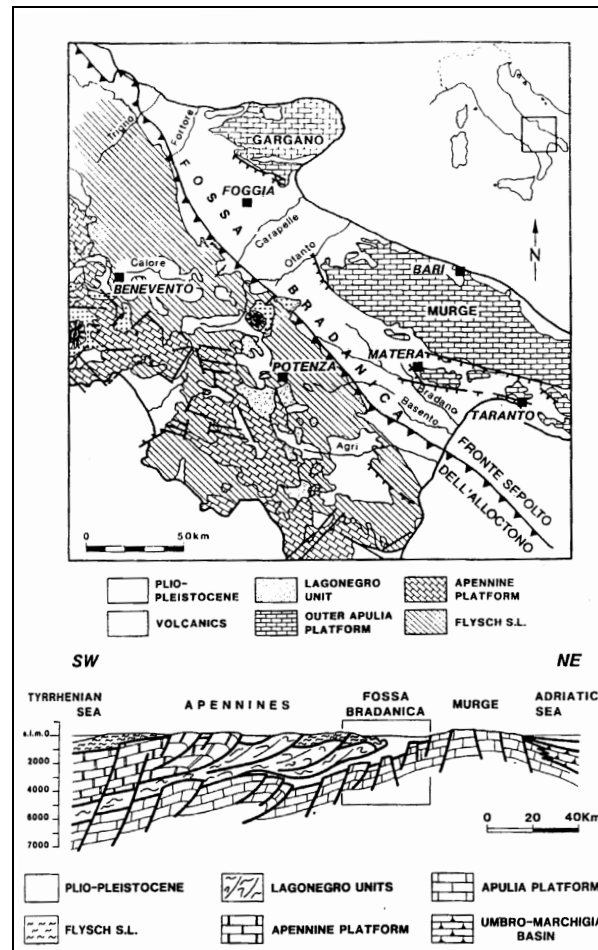 GARGANO
Trigno
Fortore
FOSSA
FOGGIA
Carapelle
Ofanto
N
Calore
BENEVENTO
BRADANICA
BARI
MURGE
POTENZA
MATERA
Bradano
Basento
TARANTO
Agri
FRONTE SEPOLTO
DELL'ALLOCTONO
0 50km
PLIO-
PLEISTOCENE
LAGONEGRO
UNIT
APENNINE
PLATFORM
VOLCANICS
OUTER APULIA
PLATFORM
FLYSCH S.L.
SW NE
TYRRHENIAN
SEA
APENNINES
FOSSA
BRADANICA
MURGE
ADRIATIC
SEA
s.l.m.0
2000
4000
6000
7000
0 20 40Km
PLIO-PLEISTOCENE
LAGONEGRO UNITS
APULIA PLATFORM
FLYSCH S.L.
APENNINE PLATFORM
UMBRO-MARCHIGIA
BASIN